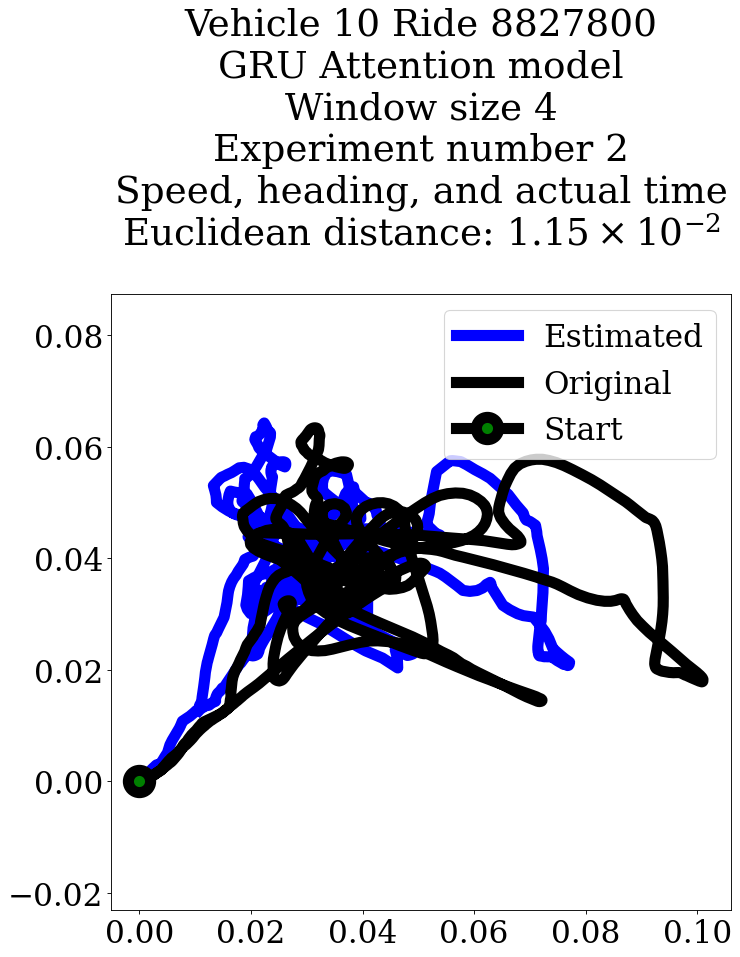 Vehicle 10 Ride 8827800
GRU Attention model
Window size 4
Experiment number 2
Speed, heading, and actual time
Euclidean distance: 1.15 × 10⁻²
Estimated
Original
Start
0.08
0.06
0.04
0.02
0.00
−0.02
0.00 0.02 0.04 0.06 0.08 0.10